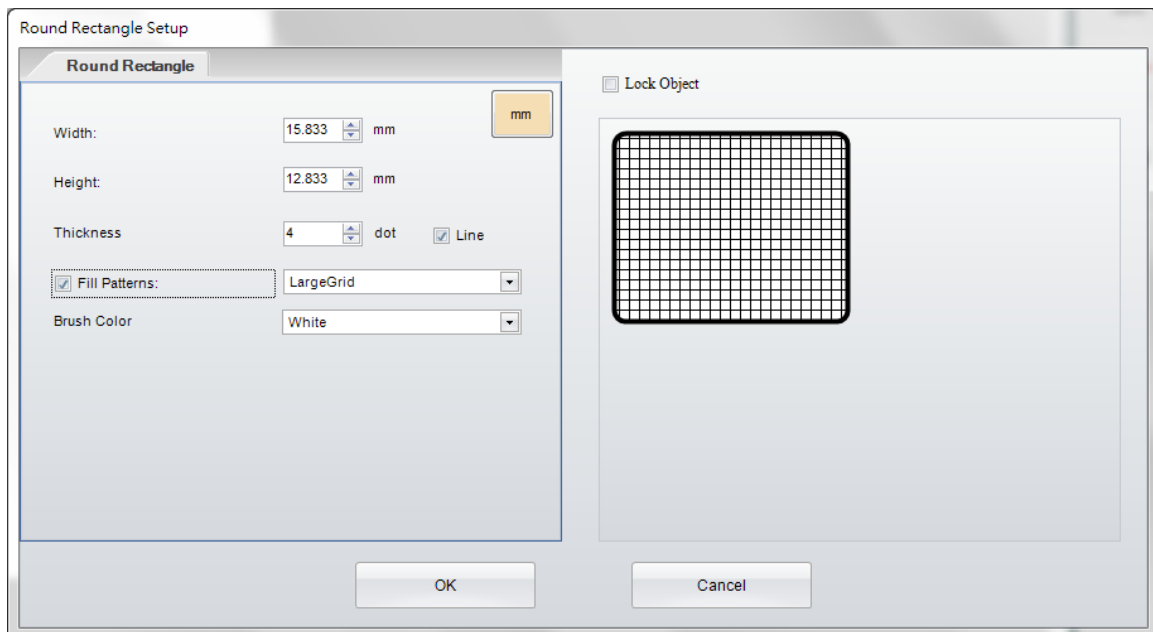 Round Rectangle Setup
Round Rectangle
Lock Object
mm
Width: 15.833 mm
Height: 12.833 mm
Thickness 4 dot Line
Fill Patterns: LargeGrid
Brush Color White
OK Cancel